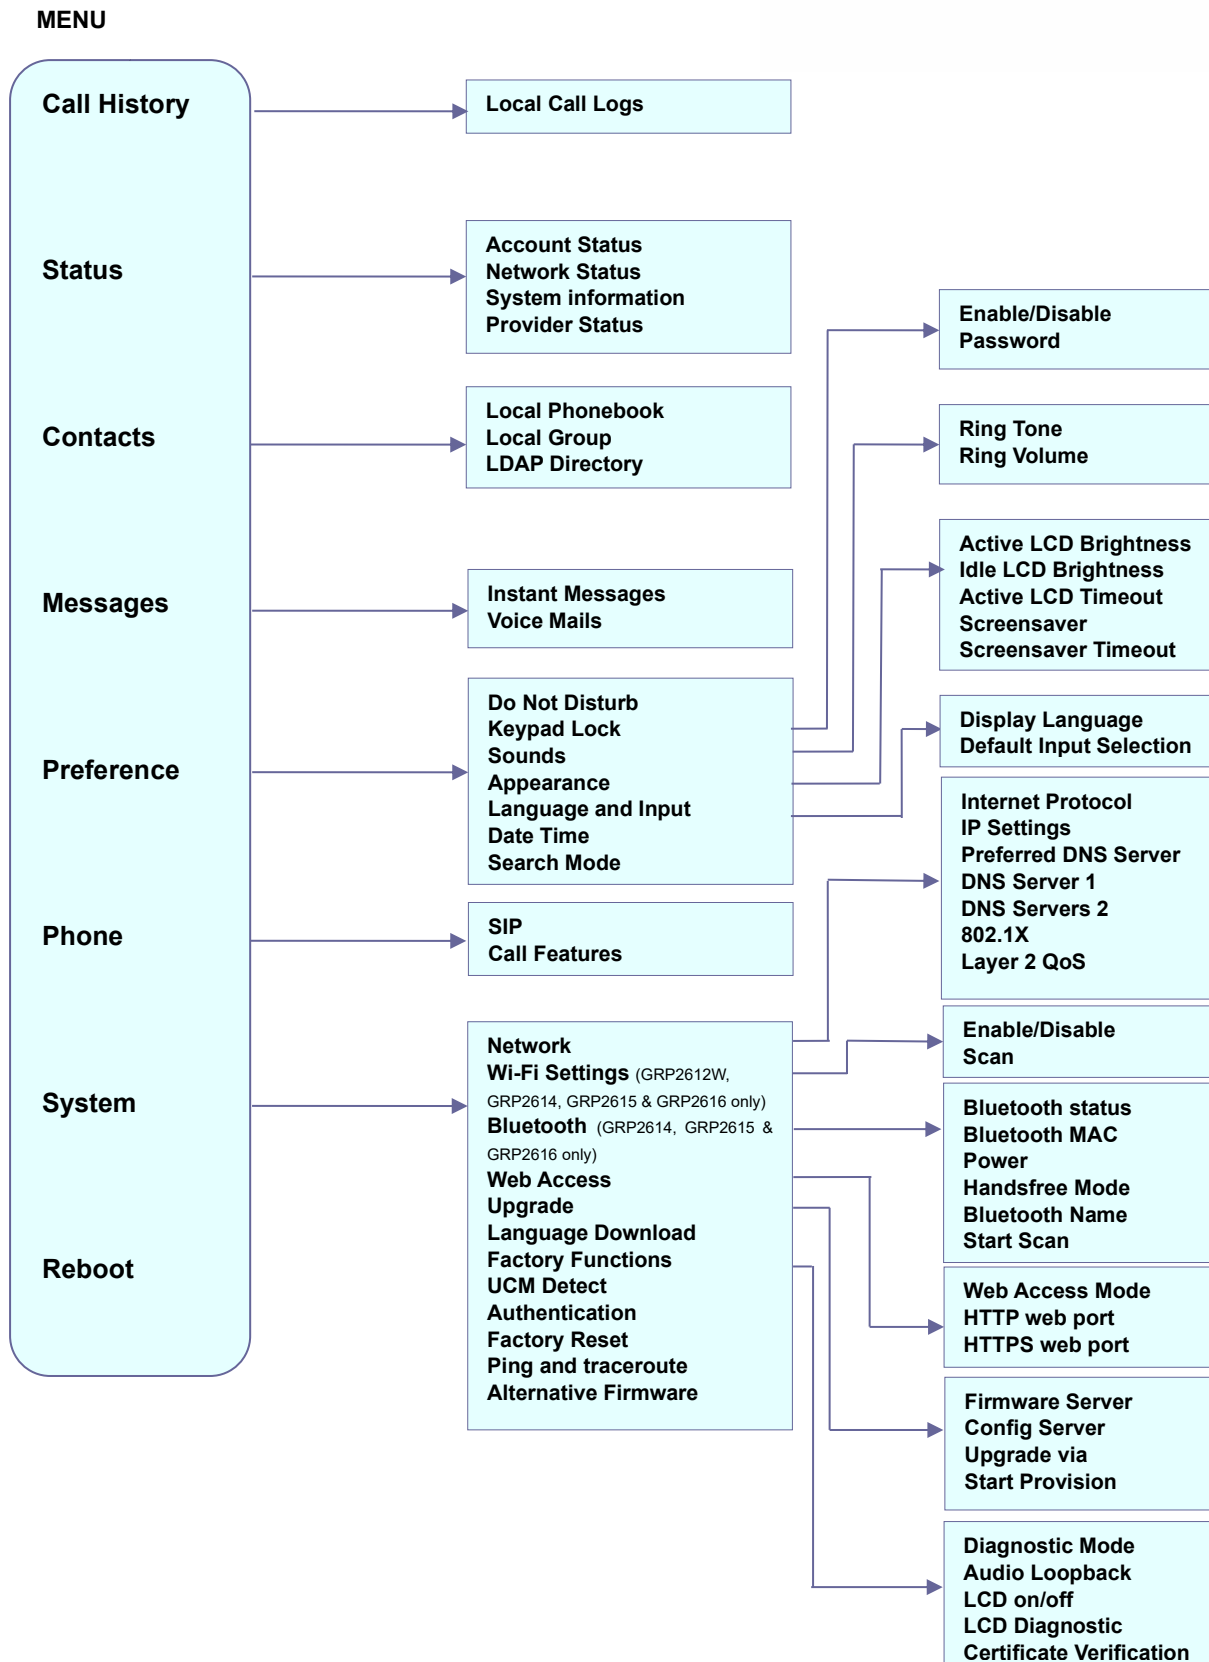 MENU
Call History
Status
Contacts
Messages
Preference
Phone
System
Reboot
Local Call Logs
Account Status
Network Status
System information
Provider Status
Local Phonebook
Local Group
LDAP Directory
Instant Messages
Voice Mails
Do Not Disturb
Keypad Lock
Sounds
Appearance
Language and Input
Date Time
Search Mode
SIP
Call Features
Network
Wi-Fi Settings (GRP2612W,
GRP2614, GRP2615 & GRP2616 only)
Bluetooth (GRP2614, GRP2615 &
GRP2616 only)
Web Access
Upgrade
Language Download
Factory Functions
UCM Detect
Authentication
Factory Reset
Ping and traceroute
Alternative Firmware
Enable/Disable
Password
Ring Tone
Ring Volume
Active LCD Brightness
Idle LCD Brightness
Active LCD Timeout
Screensaver
Screensaver Timeout
Display Language
Default Input Selection
Internet Protocol
IP Settings
Preferred DNS Server
DNS Server 1
DNS Servers 2
802.1X
Layer 2 QoS
Enable/Disable
Scan
Bluetooth status
Bluetooth MAC
Power
Handsfree Mode
Bluetooth Name
Start Scan
Web Access Mode
HTTP web port
HTTPS web port
Firmware Server
Config Server
Upgrade via
Start Provision
Diagnostic Mode
Audio Loopback
LCD on/off
LCD Diagnostic
Certificate Verification